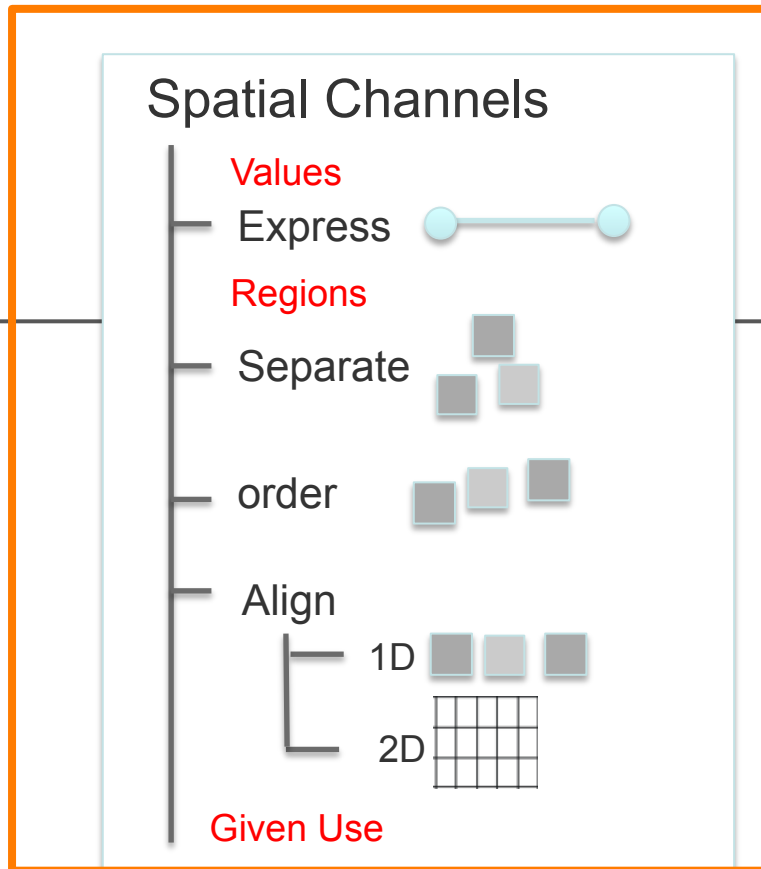 Spatial Channels
Values
Express
Regions
Separate
order
Align
1D
2D
Given Use